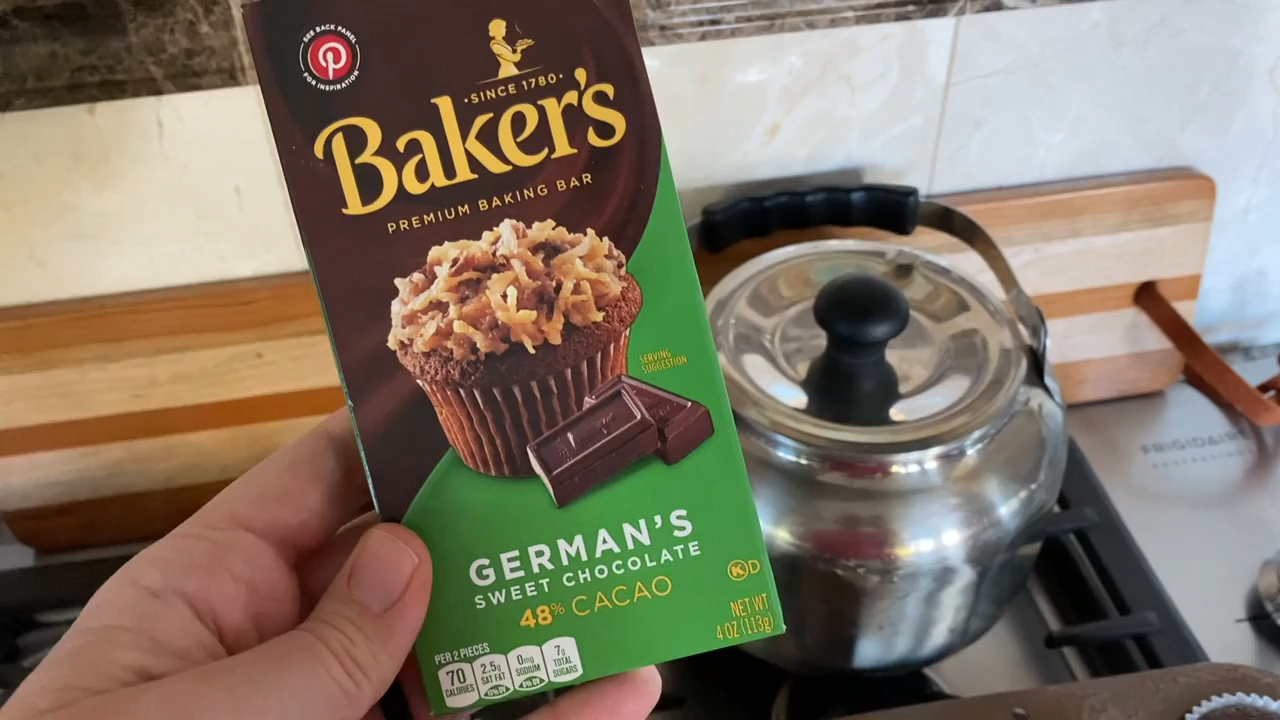 SEE BACK PANEL
FOR INSPIRATION
·SINCE 1780·
BAKER'S
PREMIUM BAKING BAR
SERVING
SUGGESTION
GERMAN'S
SWEET CHOCOLATE
48% CACAO
K D
NET WT
4 OZ (113g)
PER 2 PIECES
70
CALORIES
2.5g
SAT FAT
0mg
SODIUM
0% DV
7g
TOTAL
SUGARS
FRIGIDAIRE